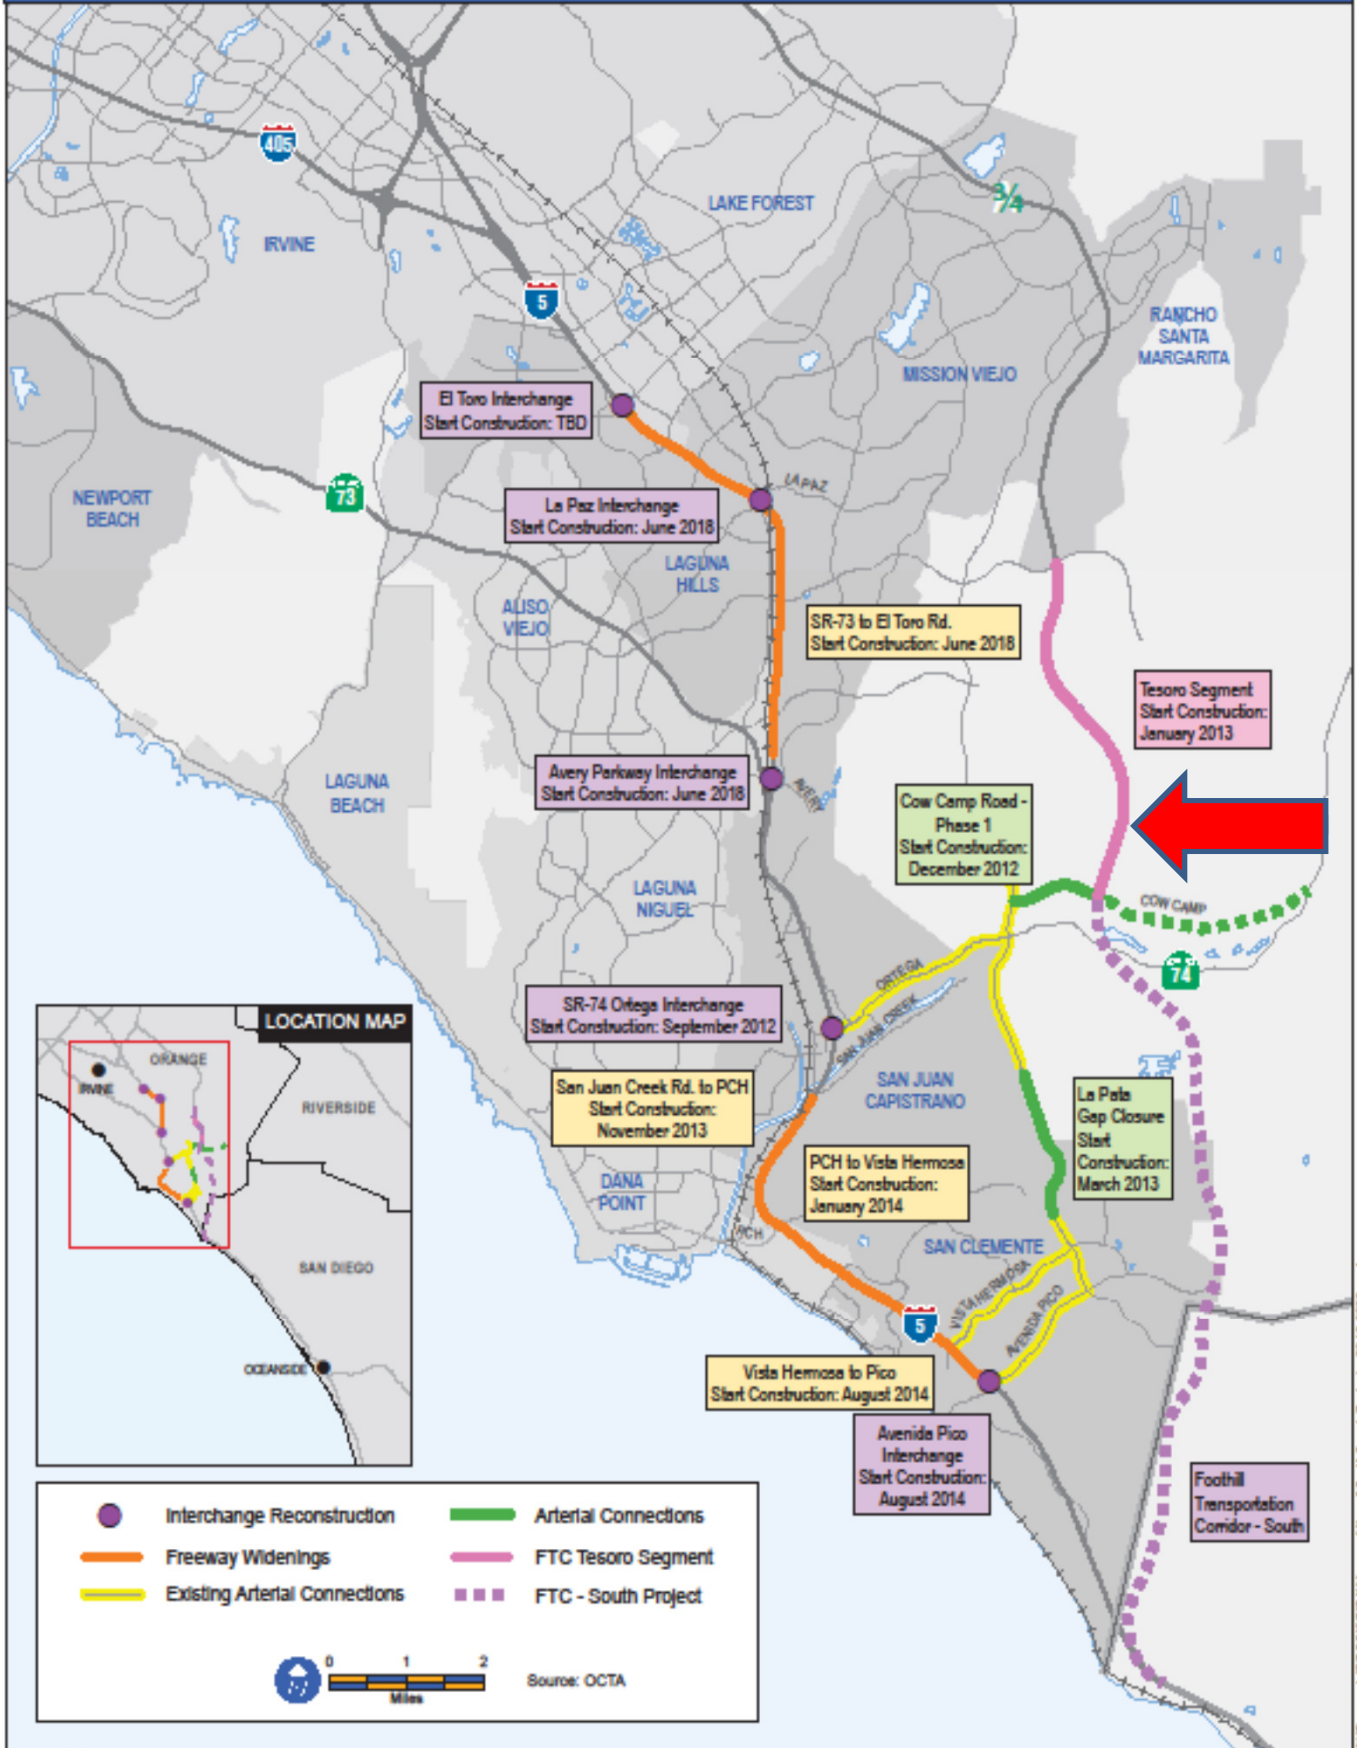 405
LAKE FOREST
IRVINE
5
RANCHO
SANTA
MARGARITA
MISSION VIEJO
El Toro Interchange
Start Construction: TBD
LA PAZ
73
NEWPORT
BEACH
La Paz Interchange
Start Construction: June 2018
LAGUNA
HILLS
ALISO
VIEJO
SR-73 to El Toro Rd.
Start Construction: June 2018
Tesoro Segment
Start Construction:
January 2013
Avery Parkway Interchange
Start Construction: June 2018
AVERY
LAGUNA
BEACH
Cow Camp Road -
Phase 1
Start Construction:
December 2012
LAGUNA
NIGUEL
COW CAMP
74
ORTEGA
SR-74 Ortega Interchange
Start Construction: September 2012
SAN JUAN CREEK
San Juan Creek Rd. to PCH
Start Construction:
November 2013
SAN JUAN
CAPISTRANO
La Pata
Gap Closure
Start
Construction:
March 2013
PCH to Vista Hermosa
Start Construction:
January 2014
DANA
POINT
PCH
SAN CLEMENTE
VISTA HERMOSA
AVENIDA PICO
5
Vista Hermosa to Pico
Start Construction: August 2014
Avenida Pico
Interchange
Start Construction:
August 2014
Foothill
Transportation
Corridor - South
LOCATION MAP
ORANGE
IRVINE
RIVERSIDE
SAN DIEGO
OCEANSIDE
Interchange Reconstruction
Freeway Widenings
Existing Arterial Connections
Arterial Connections
FTC Tesoro Segment
FTC - South Project
0 1 2
Miles
Source: OCTA